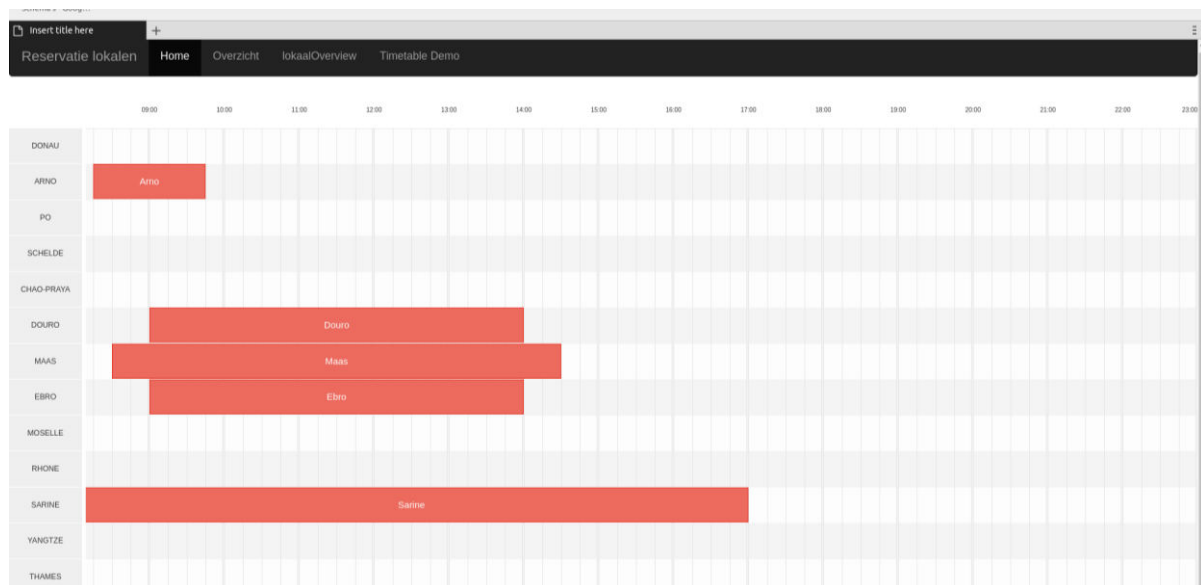 Insert title here +
Reservatie lokalen Home Overzicht lokaalOverview Timetable Demo
09:00 10:00 11:00 12:00 13:00 14:00 15:00 16:00 17:00 18:00 19:00 20:00 21:00 22:00 23:00
DONAU
ARNO Arno
PO
SCHELDE
CHAO-PRAYA
DOURO Douro
MAAS Maas
EBRO Ebro
MOSELLE
RHONE
SARINE Sarine
YANGTZE
THAMES